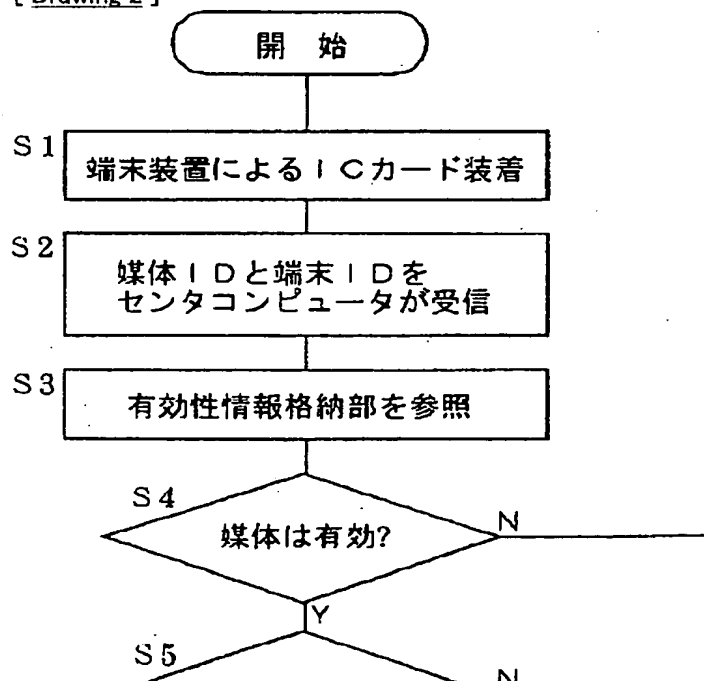 [ Drawing 2 ]
開 始
S1
端末装置によるICカード装着
S2
媒体IDと端末IDを
センタコンピュータが受信
S3
有効性情報格納部を参照
S4
媒体は有効?
N
Y
S5
N